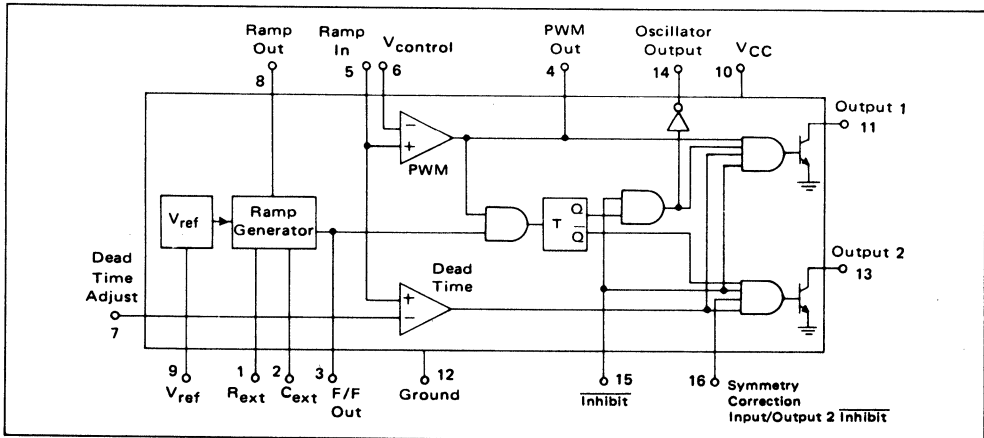 Ramp Out
8
Ramp In
5
Vcontrol
6
PWM Out
4
Oscillator Output
14
VCC
10
Output 1
11
−
+
PWM
Vref
Ramp Generator
T
Q
Q̅
Dead Time Adjust
7
Dead Time
+
−
Output 2
13
9
Vref
1
Rext
2
Cext
3
F/F Out
12
Ground
15
Inhibit
16
Symmetry Correction Input/Output 2 Inhibit